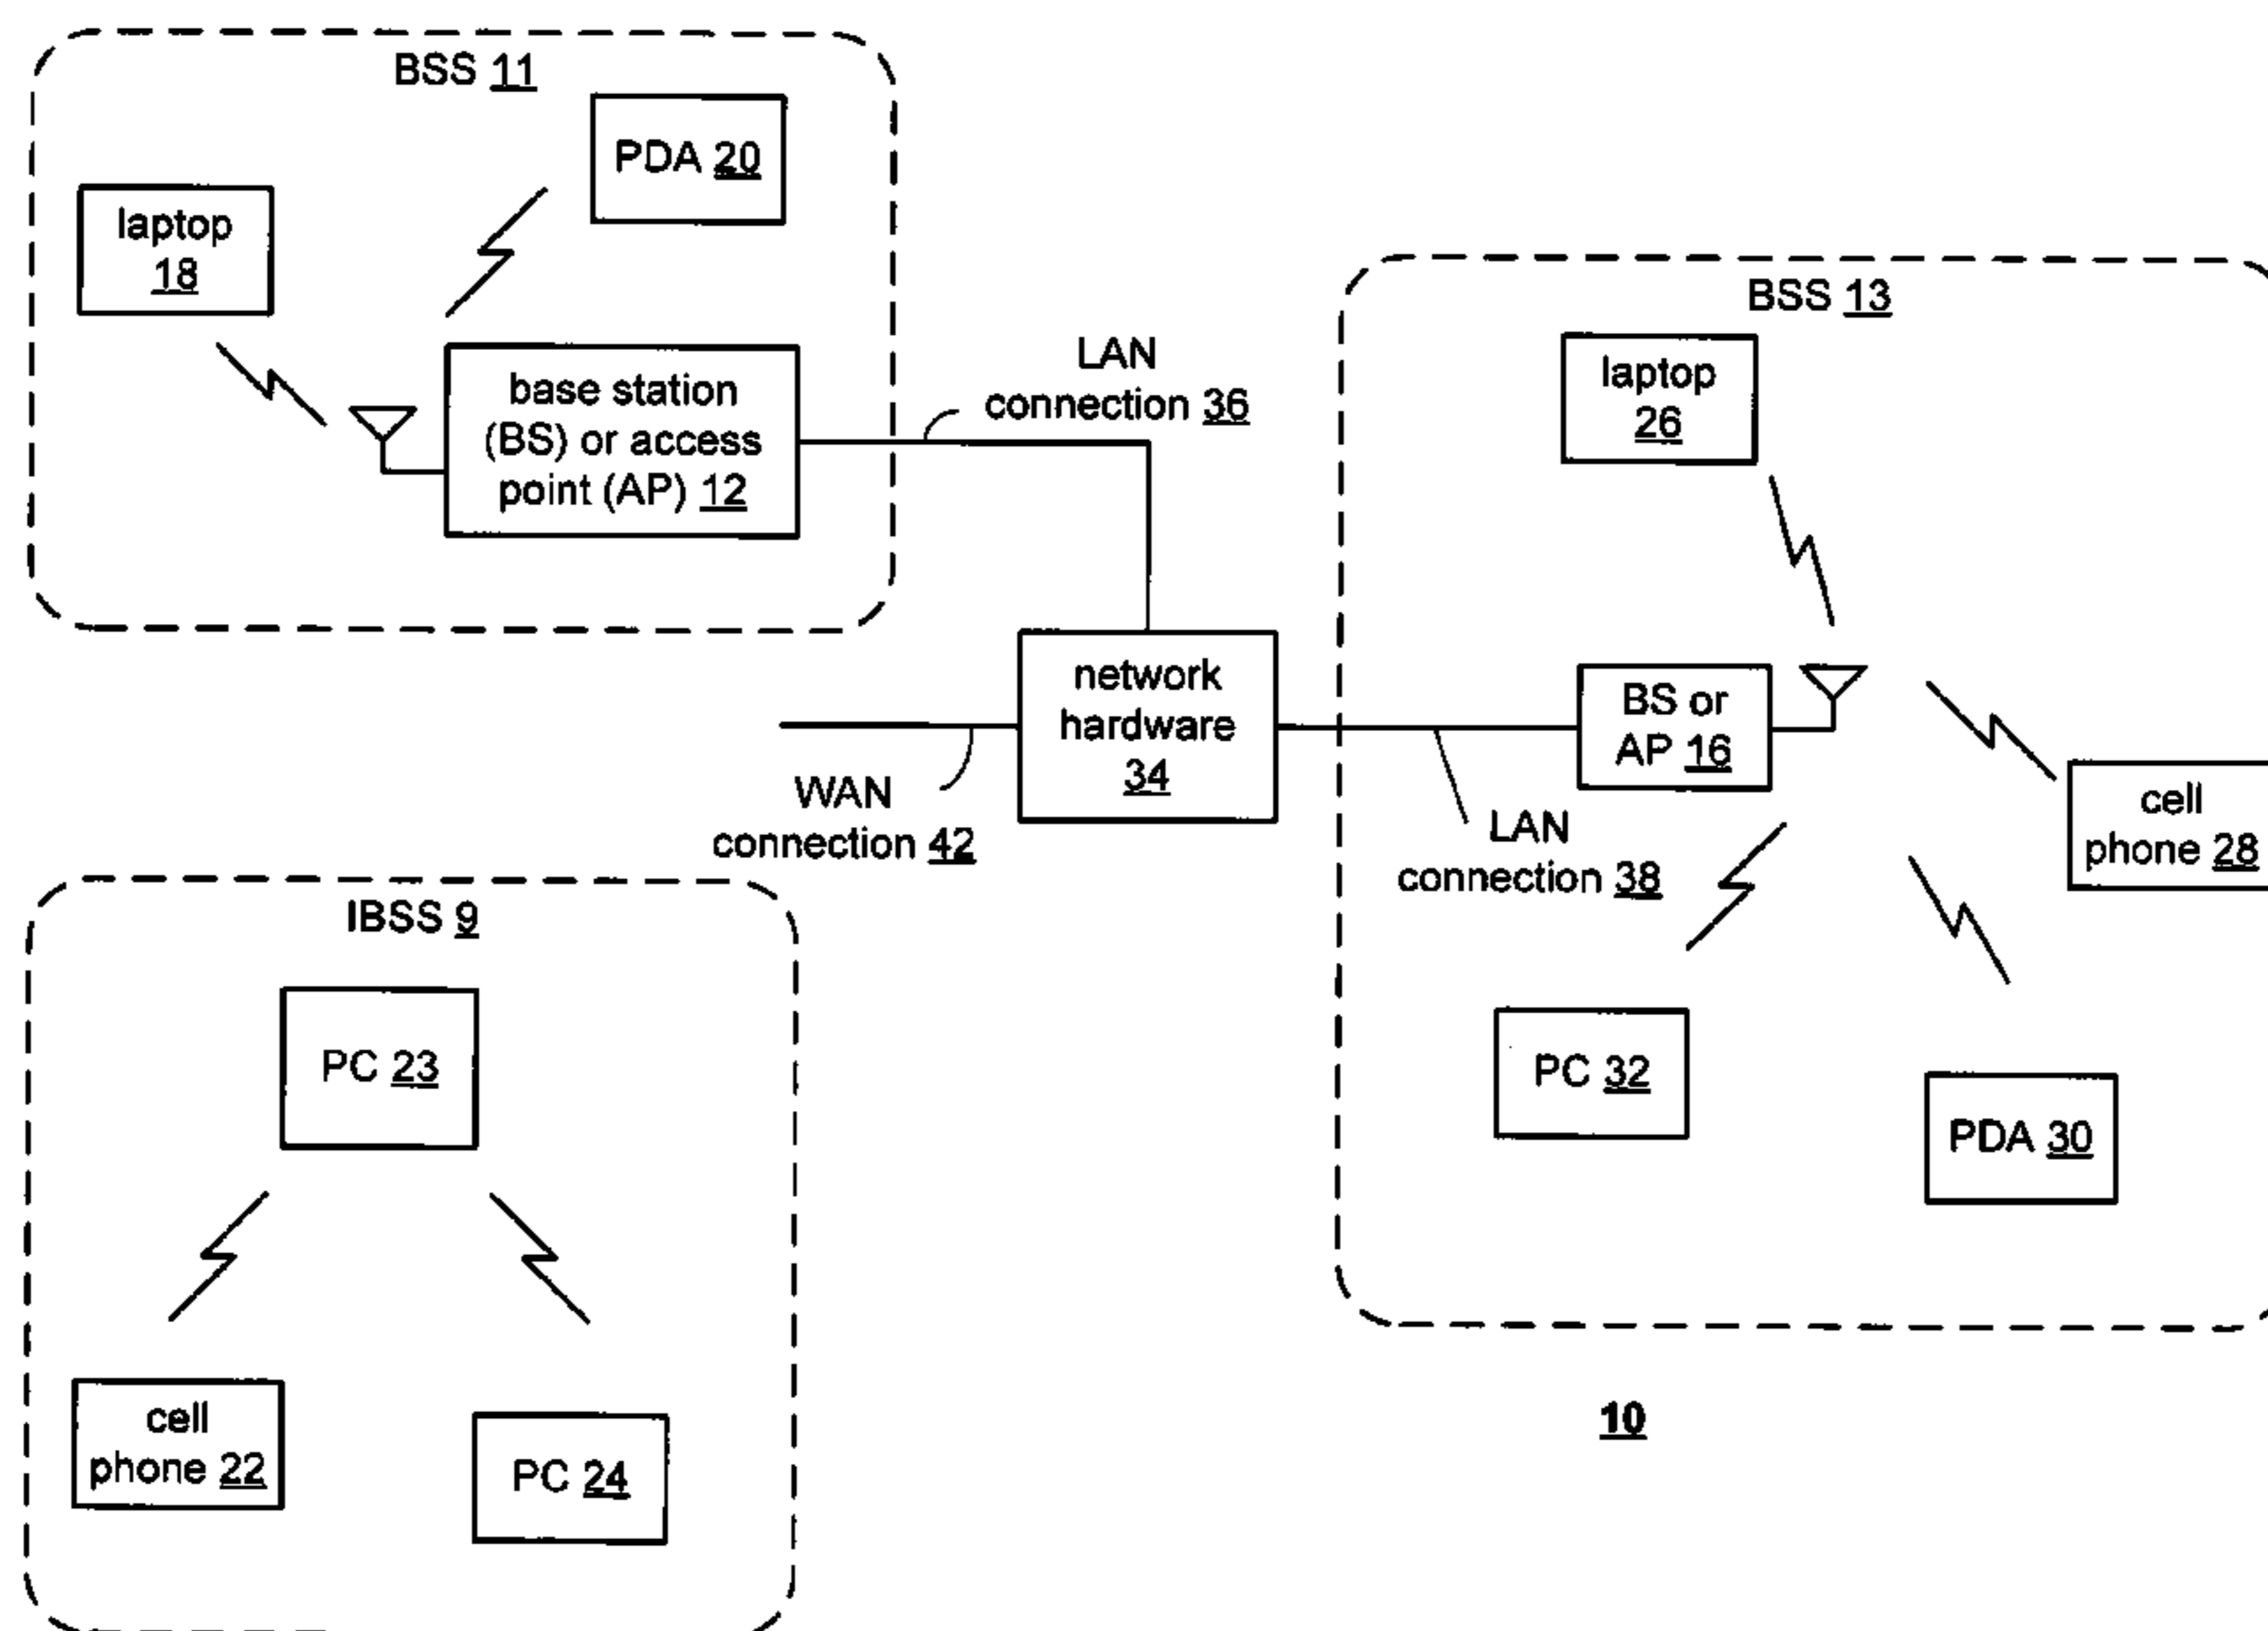 BSS 11
PDA 20
laptop
18
base station
(BS) or access
point (AP) 12
LAN
connection 36
BSS 13
laptop
26
network
hardware
34
BS or
AP 16
WAN
connection 42
LAN
connection 38
cell
phone 28
IBSS 9
PC 23
PC 32
PDA 30
cell
phone 22
PC 24
10